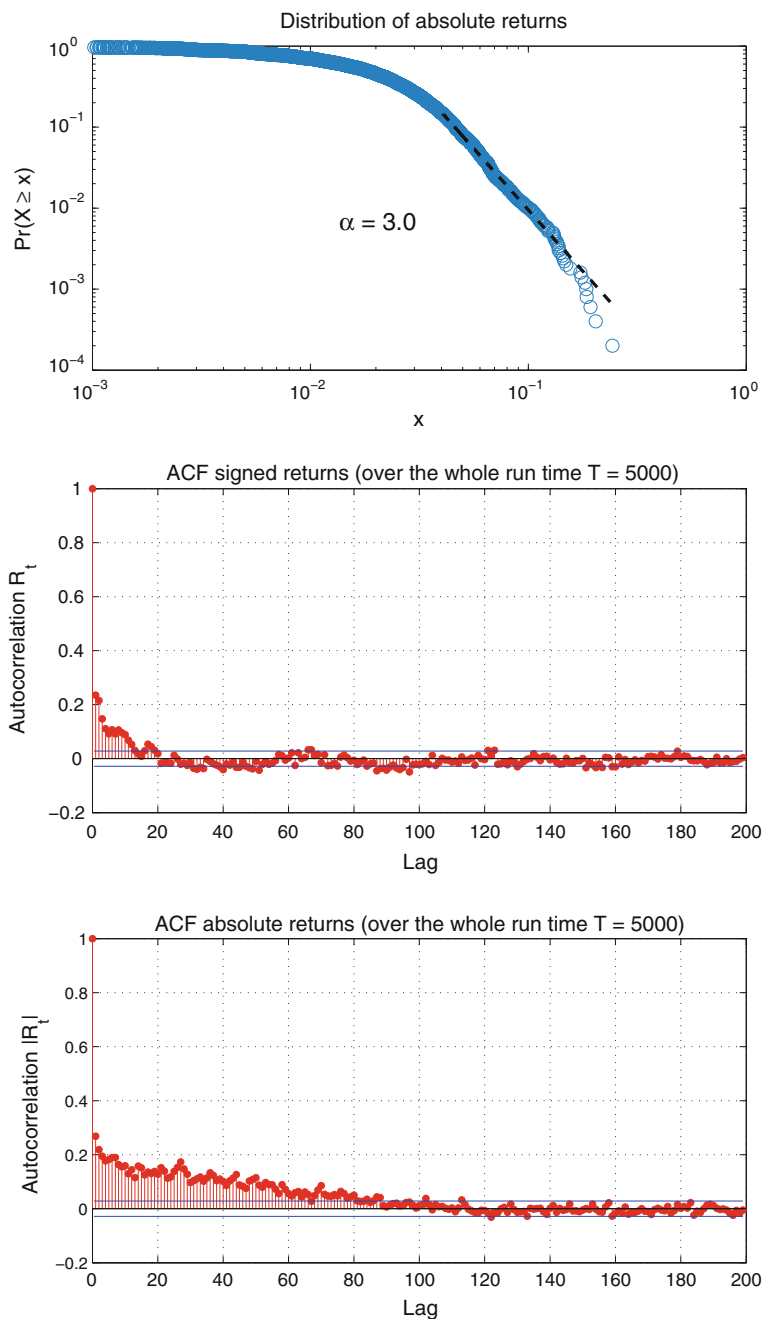 Distribution of absolute returns
10^0
10^-1
10^-2
10^-3
10^-4
Pr(X ≥ x)
α = 3.0
10^-3 10^-2 10^-1 10^0
x
ACF signed returns (over the whole run time T = 5000)
1
0.8
0.6
0.4
0.2
0
−0.2
Autocorrelation R_t
0 20 40 60 80 100 120 140 160 180 200
Lag
ACF absolute returns (over the whole run time T = 5000)
1
0.8
0.6
0.4
0.2
0
−0.2
Autocorrelation |R_t|
0 20 40 60 80 100 120 140 160 180 200
Lag